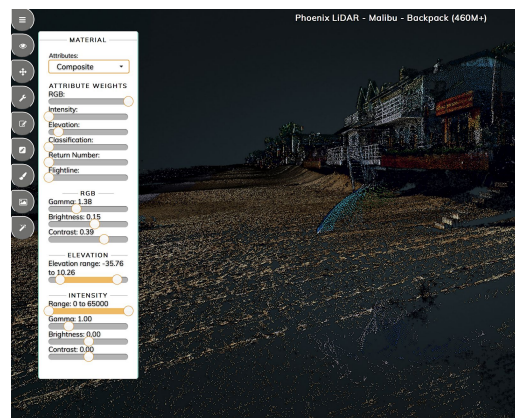 Phoenix LiDAR - Malibu - Backpack (460M+)
MATERIAL
Attributes:
Composite
ATTRIBUTE WEIGHTS
RGB:
Intensity:
Elevation:
Classification:
Return Number:
Flightline:
RGB
Gamma: 1.38
Brightness: 0.15
Contrast: 0.39
ELEVATION
Elevation range: -35.76
to 10.26
INTENSITY
Range: 0 to 65000
Gamma: 1.00
Brightness: 0.00
Contrast: 0.00